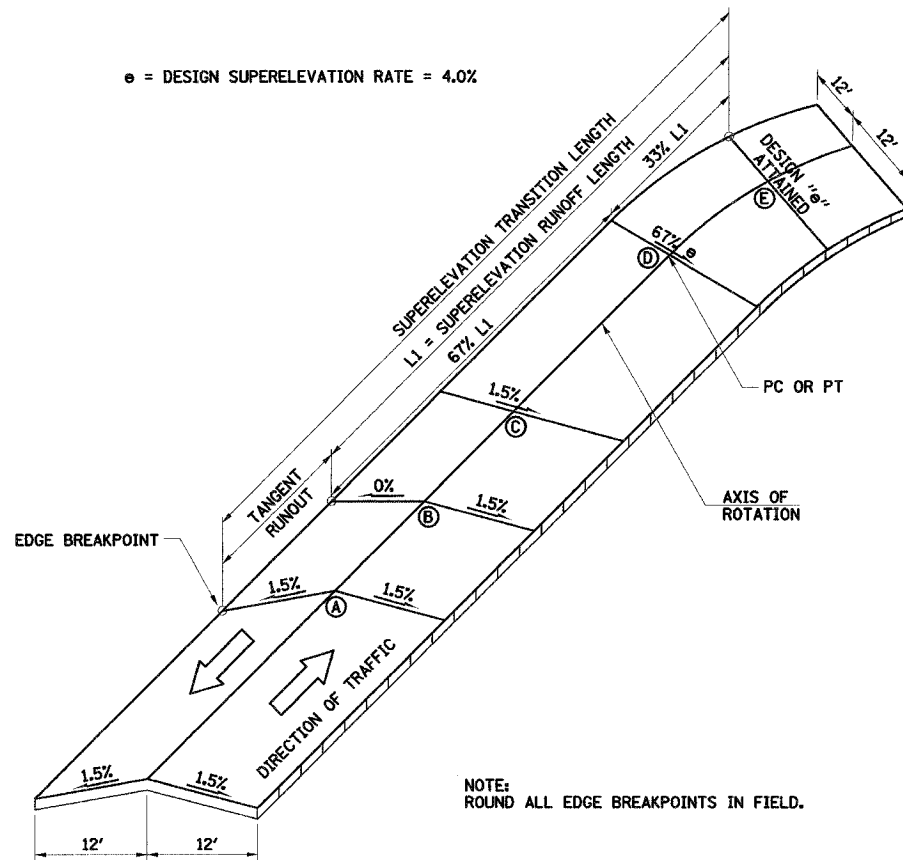 e = DESIGN SUPERELEVATION RATE = 4.0%
12'
12'
SUPERELEVATION TRANSITION LENGTH
L1 = SUPERELEVATION RUNOFF LENGTH
33% L1
67% L1
DESIGN "e"
ATTAINED
E
67% e
D
PC OR PT
1.5%
C
TANGENT
RUNOUT
0%
B
1.5%
AXIS OF
ROTATION
EDGE BREAKPOINT
1.5%
1.5%
A
DIRECTION OF TRAFFIC
1.5%
1.5%
NOTE:
ROUND ALL EDGE BREAKPOINTS IN FIELD.
12'
12'